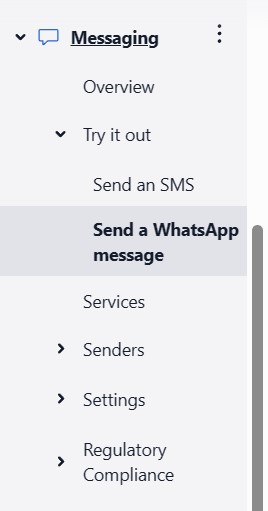 Messaging
Overview
Try it out
Send an SMS
Send a WhatsApp
message
Services
Senders
Settings
Regulatory
Compliance